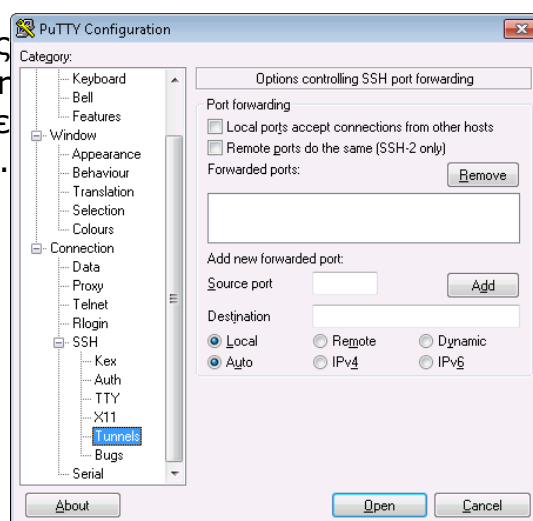 PuTTY Configuration
Category:
Keyboard
Bell
Features
Window
Appearance
Behaviour
Translation
Selection
Colours
Connection
Data
Proxy
Telnet
Rlogin
SSH
Kex
Auth
TTY
X11
Tunnels
Bugs
Serial
Options controlling SSH port forwarding
Port forwarding
Local ports accept connections from other hosts
Remote ports do the same (SSH-2 only)
Forwarded ports:
Remove
Add new forwarded port:
Source port
Add
Destination
Local Remote Dynamic
Auto IPv4 IPv6
About
Open
Cancel